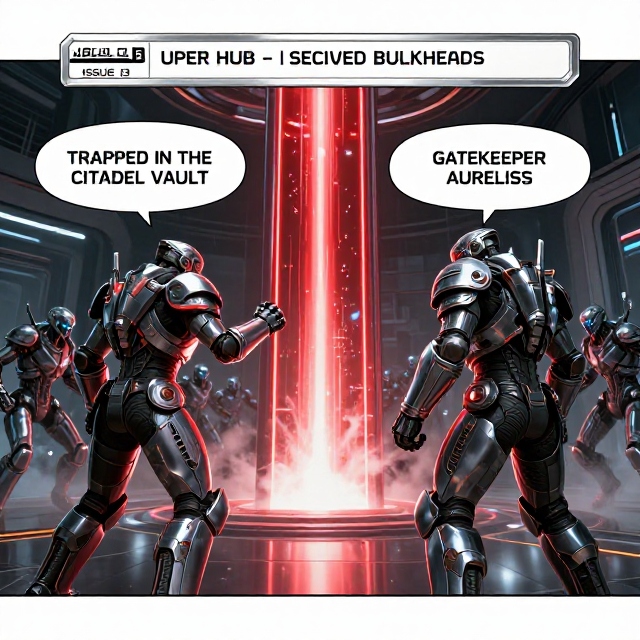 ISSUE 13
UPER HUB – | SECIVED BULKHEADS
TRAPPED IN THE
CITADEL VAULT
GATEKEEPER
AURELISS